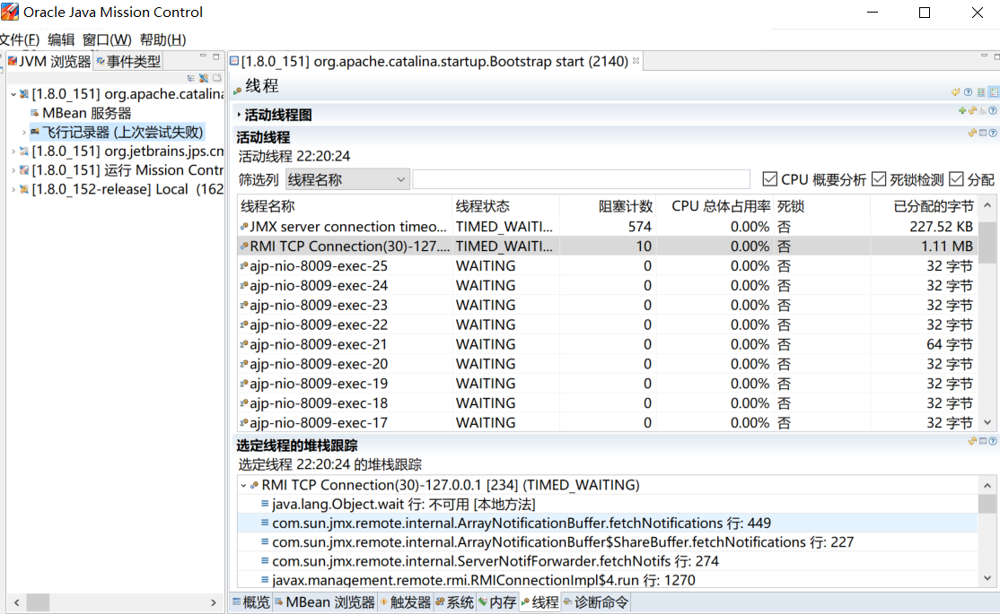 Oracle Java Mission Control
文件(F) 编辑 窗口(W) 帮助(H)
JVM 浏览器 事件类型
[1.8.0_151] org.apache.catalina
MBean 服务器
飞行记录器 (上次尝试失败)
[1.8.0_151] org.jetbrains.jps.cm
[1.8.0_151] 运行 Mission Contr
[1.8.0_152-release] Local (162
[1.8.0_151] org.apache.catalina.startup.Bootstrap start (2140)
线程
活动线程图
活动线程
活动线程 22:20:24
筛选列 线程名称 CPU 概要分析 死锁检测 分配
线程名称 线程状态 阻塞计数 CPU 总体占用率 死锁 已分配的字节
JMX server connection timeo... TIMED_WAITI... 574 0.00% 否 227.52 KB
RMI TCP Connection(30)-127.... TIMED_WAITI... 10 0.00% 否 1.11 MB
ajp-nio-8009-exec-25 WAITING 0 0.00% 否 32 字节
ajp-nio-8009-exec-24 WAITING 0 0.00% 否 32 字节
ajp-nio-8009-exec-23 WAITING 0 0.00% 否 32 字节
ajp-nio-8009-exec-22 WAITING 0 0.00% 否 32 字节
ajp-nio-8009-exec-21 WAITING 0 0.00% 否 64 字节
ajp-nio-8009-exec-20 WAITING 0 0.00% 否 32 字节
ajp-nio-8009-exec-19 WAITING 0 0.00% 否 32 字节
ajp-nio-8009-exec-18 WAITING 0 0.00% 否 32 字节
ajp-nio-8009-exec-17 WAITING 0 0.00% 否 32 字节
选定线程的堆栈跟踪
选定线程 22:20:24 的堆栈跟踪
RMI TCP Connection(30)-127.0.0.1 [234] (TIMED_WAITING)
java.lang.Object.wait 行: 不可用 [本地方法]
com.sun.jmx.remote.internal.ArrayNotificationBuffer.fetchNotifications 行: 449
com.sun.jmx.remote.internal.ArrayNotificationBuffer$ShareBuffer.fetchNotifications 行: 227
com.sun.jmx.remote.internal.ServerNotifForwarder.fetchNotifs 行: 274
javax.management.remote.rmi.RMIConnectionImpl$4.run 行: 1270
概览 MBean 浏览器 触发器 系统 内存 线程 诊断命令